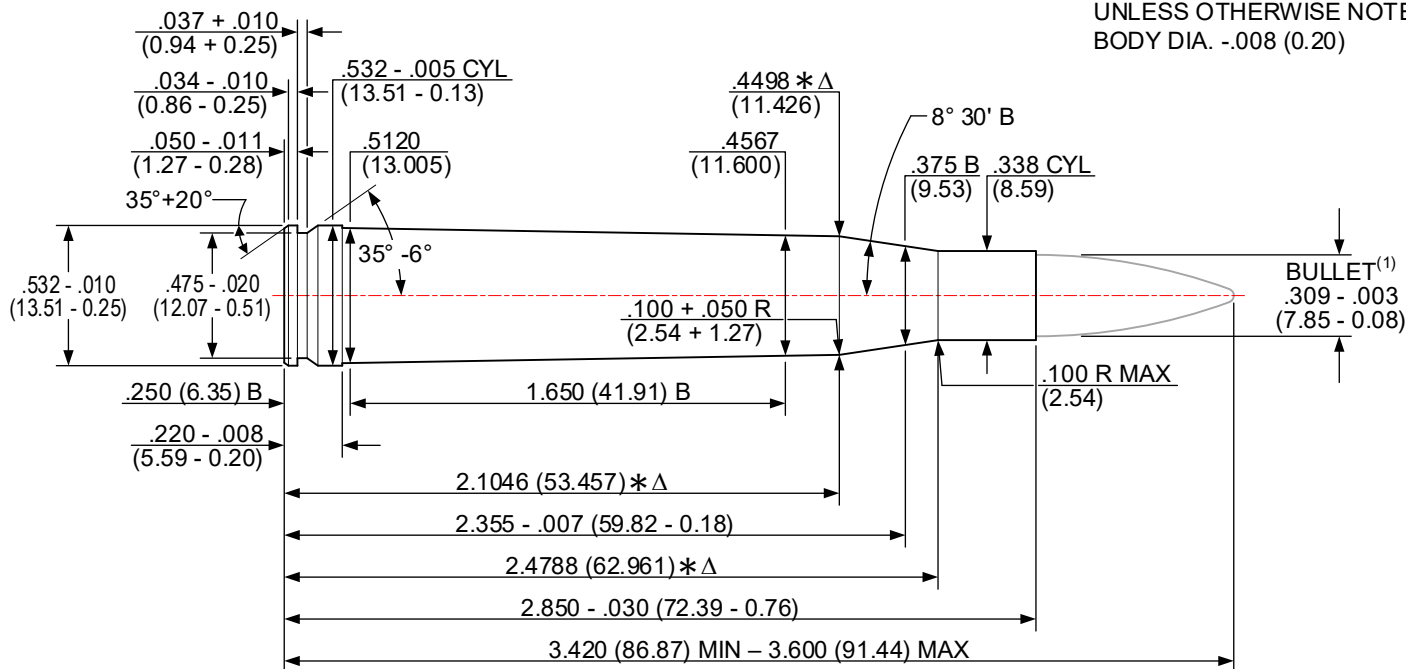 UNLESS OTHERWISE NOTE
BODY DIA. -.008 (0.20)
.037 + .010
(0.94 + 0.25)
.034 - .010
(0.86 - 0.25)
.050 - .011
(1.27 - 0.28)
35°+20°
.532 - .005 CYL
(13.51 - 0.13)
.5120
(13.005)
35° -6°
.4498 * Δ
(11.426)
.4567
(11.600)
8° 30' B
.375 B
(9.53)
.338 CYL
(8.59)
.532 - .010
(13.51 - 0.25)
.475 - .020
(12.07 - 0.51)
.100 + .050 R
(2.54 + 1.27)
BULLET(1)
.309 - .003
(7.85 - 0.08)
.100 R MAX
(2.54)
.250 (6.35) B
1.650 (41.91) B
.220 - .008
(5.59 - 0.20)
2.1046 (53.457) * Δ
2.355 - .007 (59.82 - 0.18)
2.4788 (62.961) * Δ
2.850 - .030 (72.39 - 0.76)
3.420 (86.87) MIN – 3.600 (91.44) MAX